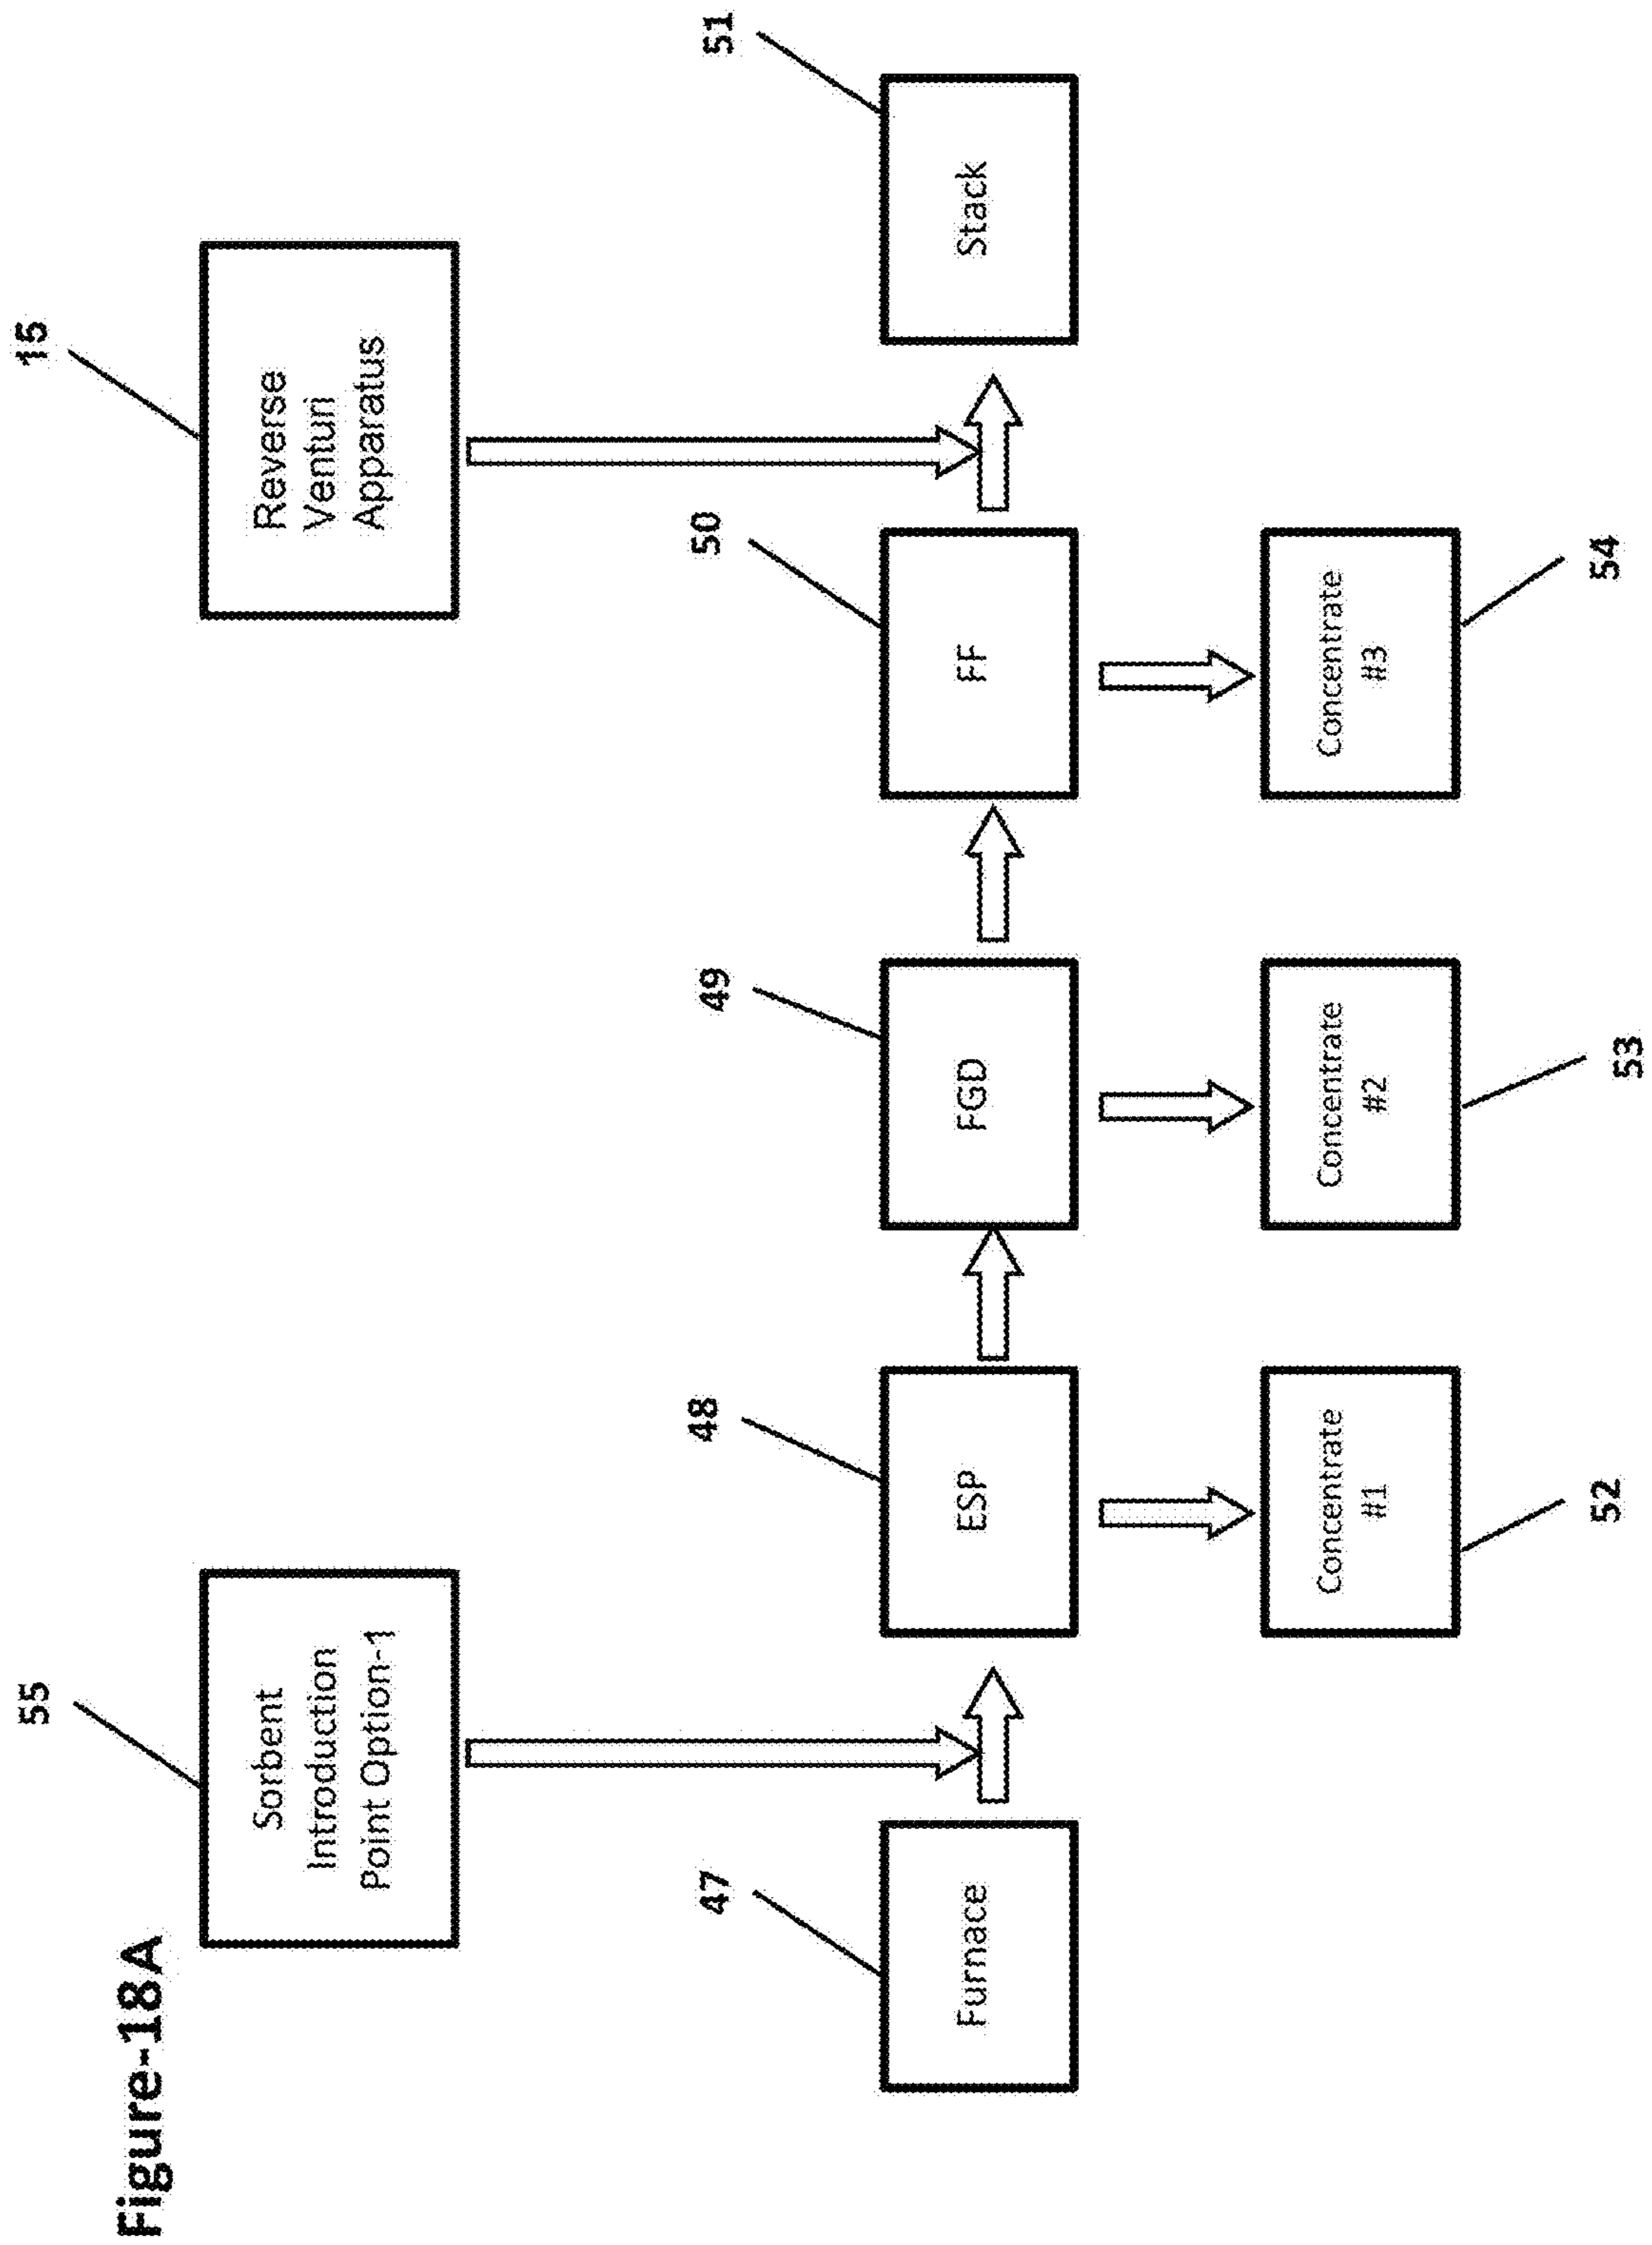 Figure-18A
55
Sorbent
Introduction
Point Option-1
15
Reverse
Venturi
Apparatus
47
Furnace
48
ESP
49
FGD
50
FF
51
Stack
Concentrate
#1
52
Concentrate
#2
53
Concentrate
#3
54